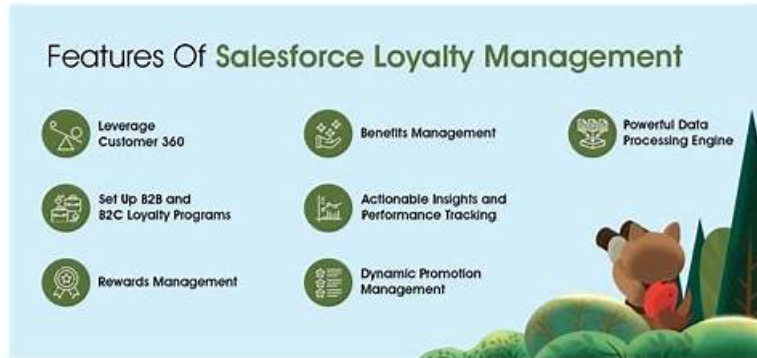 Features Of Salesforce Loyalty Management
Leverage
Customer 360
Set Up B2B and
B2C Loyalty Programs
Rewards Management
Benefits Management
Actionable Insights and
Performance Tracking
Dynamic Promotion
Management
Powerful Data
Processing Engine